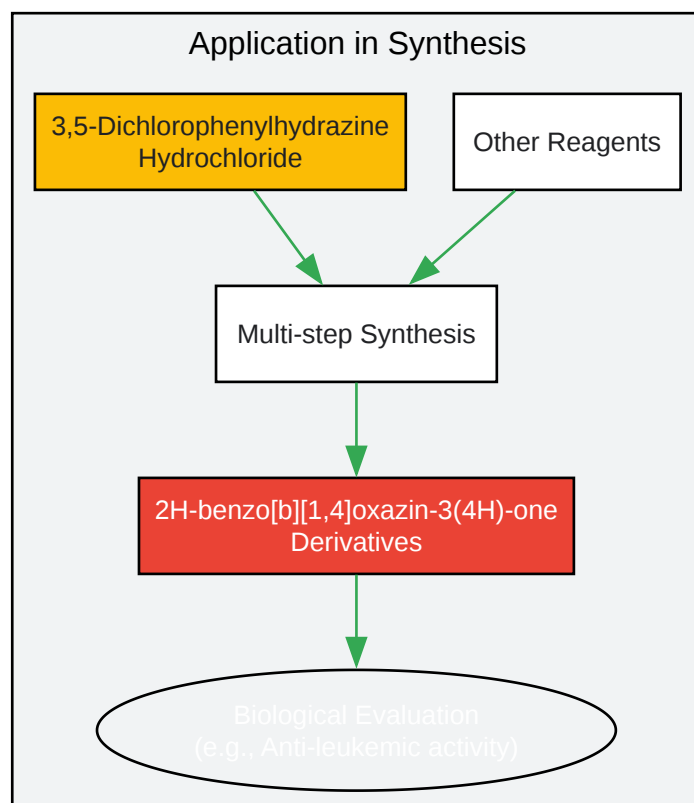 Application in Synthesis
3,5-Dichlorophenylhydrazine
Hydrochloride
Other Reagents
Multi-step Synthesis
2H-benzo[b][1,4]oxazin-3(4H)-one
Derivatives
Biological Evaluation
(e.g., Anti-leukemic activity)